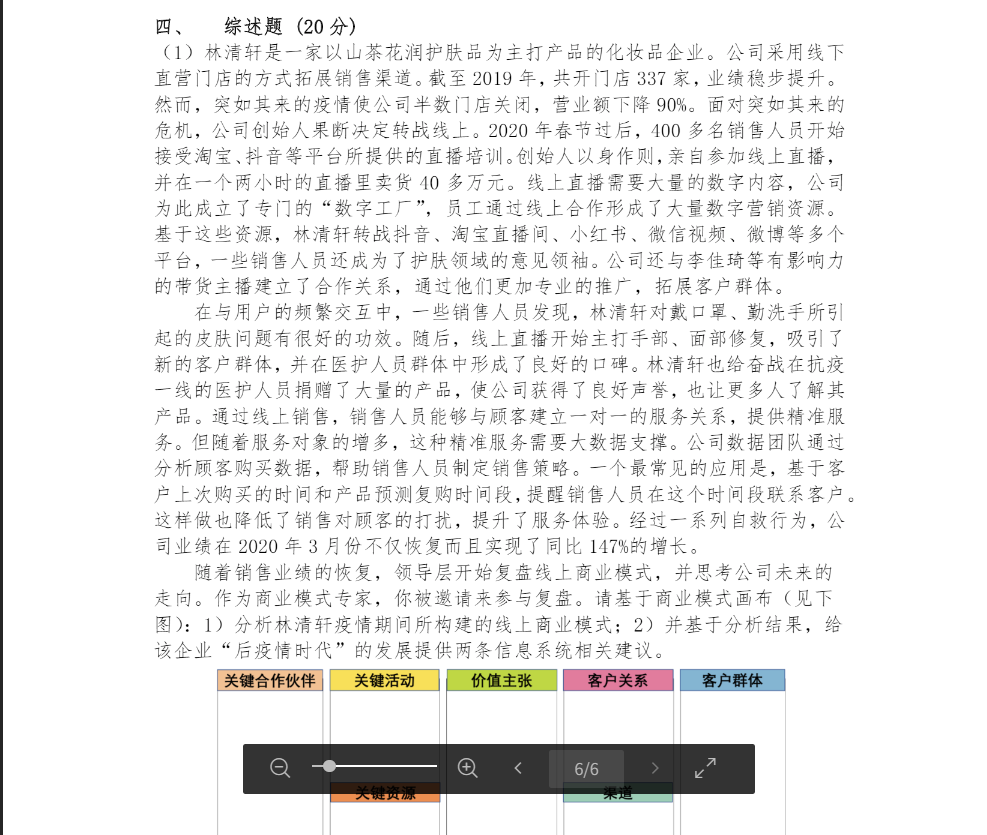 四、 综述题 (20 分)
（1）林清轩是一家以山茶花润护肤品为主打产品的化妆品企业。公司采用线下
直营门店的方式拓展销售渠道。截至 2019 年，共开门店 337 家，业绩稳步提升。
然而，突如其来的疫情使公司半数门店关闭，营业额下降 90%。面对突如其来的
危机，公司创始人果断决定转战线上。2020 年春节过后，400 多名销售人员开始
接受淘宝、抖音等平台所提供的直播培训。创始人以身作则，亲自参加线上直播，
并在一个两小时的直播里卖货 40 多万元。线上直播需要大量的数字内容，公司
为此成立了专门的“数字工厂”，员工通过线上合作形成了大量数字营销资源。
基于这些资源，林清轩转战抖音、淘宝直播间、小红书、微信视频、微博等多个
平台，一些销售人员还成为了护肤领域的意见领袖。公司还与李佳琦等有影响力
的带货主播建立了合作关系，通过他们更加专业的推广，拓展客户群体。
在与用户的频繁交互中，一些销售人员发现，林清轩对戴口罩、勤洗手所引
起的皮肤问题有很好的功效。随后，线上直播开始主打手部、面部修复，吸引了
新的客户群体，并在医护人员群体中形成了良好的口碑。林清轩也给奋战在抗疫
一线的医护人员捐赠了大量的产品，使公司获得了良好声誉，也让更多人了解其
产品。通过线上销售，销售人员能够与顾客建立一对一的服务关系，提供精准服
务。但随着服务对象的增多，这种精准服务需要大数据支撑。公司数据团队通过
分析顾客购买数据，帮助销售人员制定销售策略。一个最常见的应用是，基于客
户上次购买的时间和产品预测复购时间段，提醒销售人员在这个时间段联系客户。
这样做也降低了销售对顾客的打扰，提升了服务体验。经过一系列自救行为，公
司业绩在 2020 年 3 月份不仅恢复而且实现了同比 147%的增长。
随着销售业绩的恢复，领导层开始复盘线上商业模式，并思考公司未来的
走向。作为商业模式专家，你被邀请来参与复盘。请基于商业模式画布（见下
图）：1）分析林清轩疫情期间所构建的线上商业模式；2）并基于分析结果，给
该企业“后疫情时代”的发展提供两条信息系统相关建议。
关键合作伙伴 关键活动 价值主张 客户关系 客户群体
6/6
关键资源 渠道